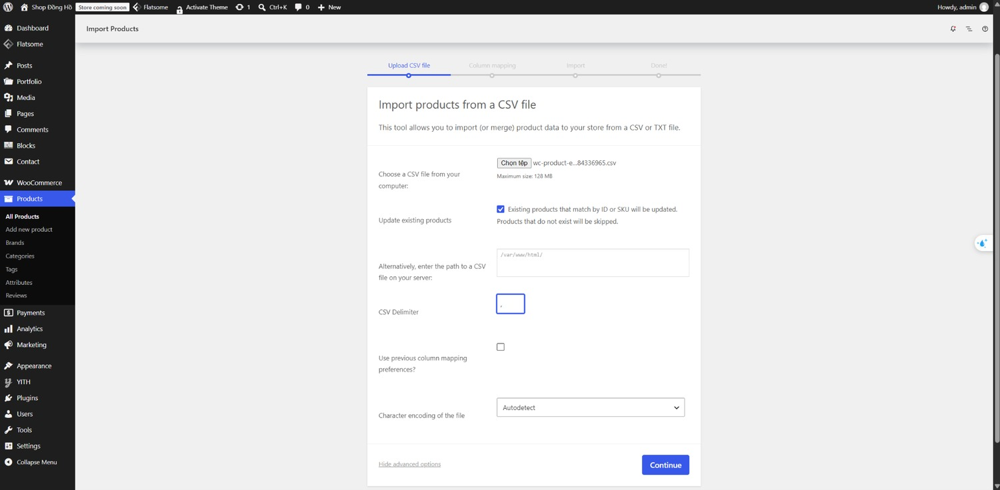 Shop Đồng Hồ Store coming soon Flatsome Activate Theme 1 Ctrl+K 0 New Howdy, admin
Dashboard
Flatsome
Posts
Portfolio
Media
Pages
Comments
Blocks
Contact
WooCommerce
Products
All Products
Add new product
Brands
Categories
Tags
Attributes
Reviews
Payments
Analytics
Marketing
Appearance
YITH
Plugins
Users
Tools
Settings
Collapse Menu
Import Products
Upload CSV file Column mapping Import Done!
Import products from a CSV file
This tool allows you to import (or merge) product data to your store from a CSV or TXT file.
Choose a CSV file from your
computer:
Chọn tệp wc-product-e...84336965.csv
Maximum size: 128 MB
Update existing products
Existing products that match by ID or SKU will be updated.
Products that do not exist will be skipped.
Alternatively, enter the path to a CSV
file on your server:
/var/www/html/
CSV Delimiter
,
Use previous column mapping
preferences?
Character encoding of the file
Autodetect
Hide advanced options
Continue